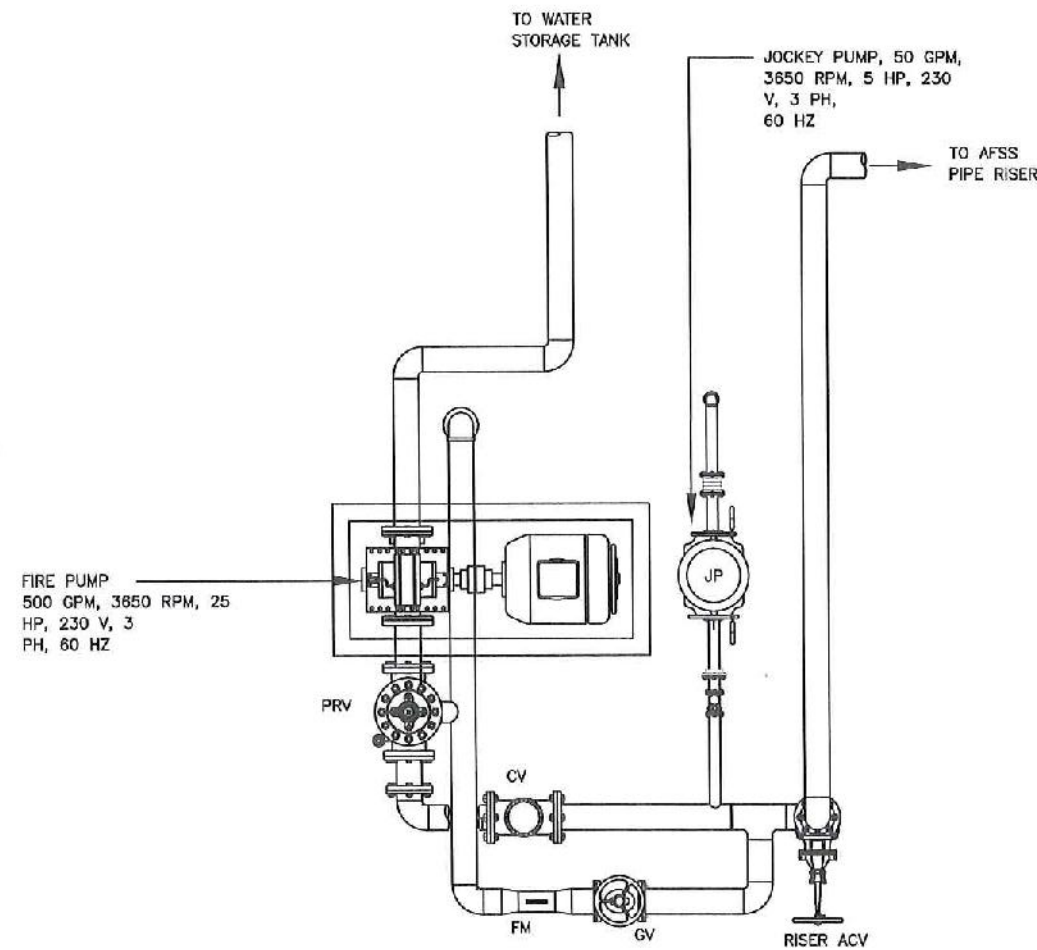 TO WATER
STORAGE TANK
JOCKEY PUMP, 50 GPM,
3650 RPM, 5 HP, 230
V, 3 PH,
60 HZ
TO AFSS
PIPE RISER
JP
FIRE PUMP
500 GPM, 3650 RPM, 25
HP, 230 V, 3
PH, 60 HZ
PRV
CV
FM
GV
RISER ACV